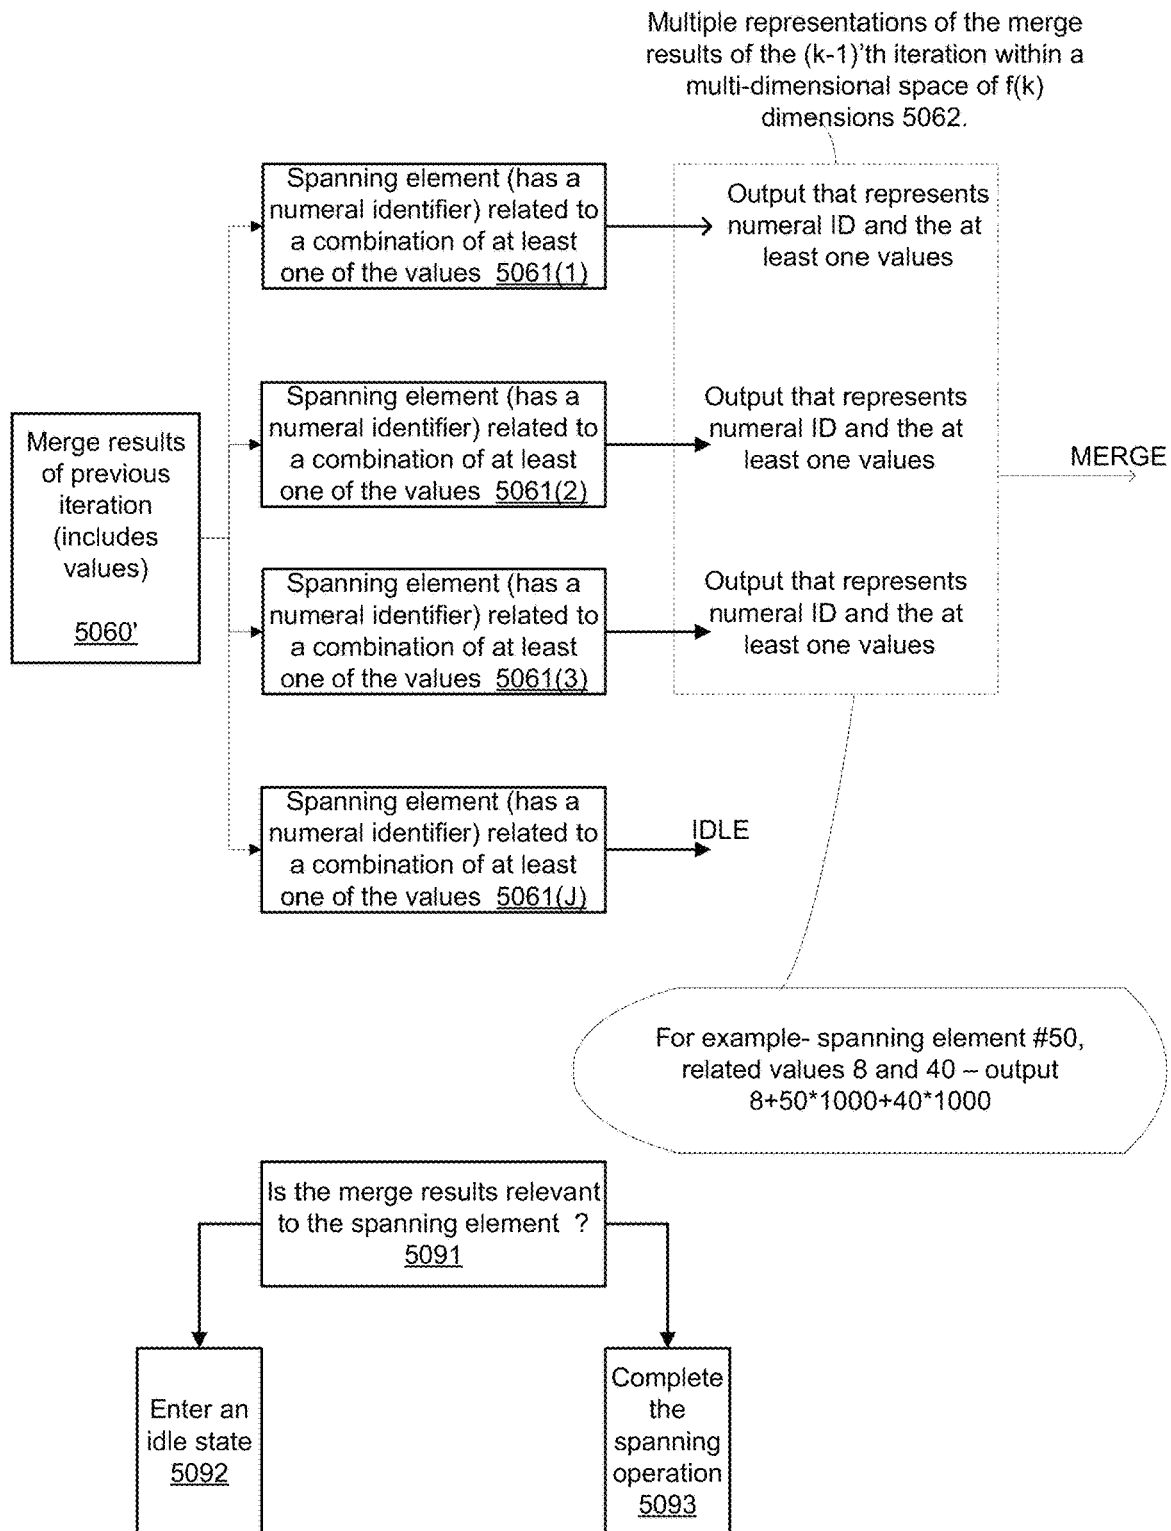 Multiple representations of the merge
results of the (k-1)'th iteration within a
multi-dimensional space of f(k)
dimensions 5062.
Spanning element (has a
numeral identifier) related to
a combination of at least
one of the values 5061(1)
Output that represents
numeral ID and the at
least one values
Spanning element (has a
numeral identifier) related to
a combination of at least
one of the values 5061(2)
Output that represents
numeral ID and the at
least one values
Merge results
of previous
iteration
(includes
values)
5060'
MERGE
Spanning element (has a
numeral identifier) related to
a combination of at least
one of the values 5061(3)
Output that represents
numeral ID and the at
least one values
Spanning element (has a
numeral identifier) related to
a combination of at least
one of the values 5061(J)
IDLE
For example- spanning element #50,
related values 8 and 40 – output
8+50*1000+40*1000
Is the merge results relevant
to the spanning element ?
5091
Enter an
idle state
5092
Complete
the
spanning
operation
5093